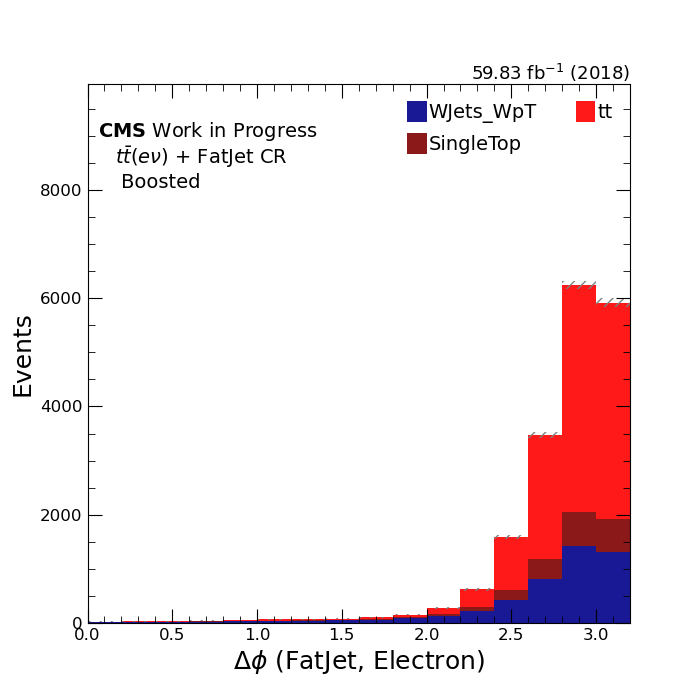 59.83 fb⁻¹ (2018)
WJets_WpT tt
SingleTop
CMS Work in Progress
tt̄(eν) + FatJet CR
Boosted
8000
6000
4000
2000
0
Events
0.0 0.5 1.0 1.5 2.0 2.5 3.0
Δϕ (FatJet, Electron)